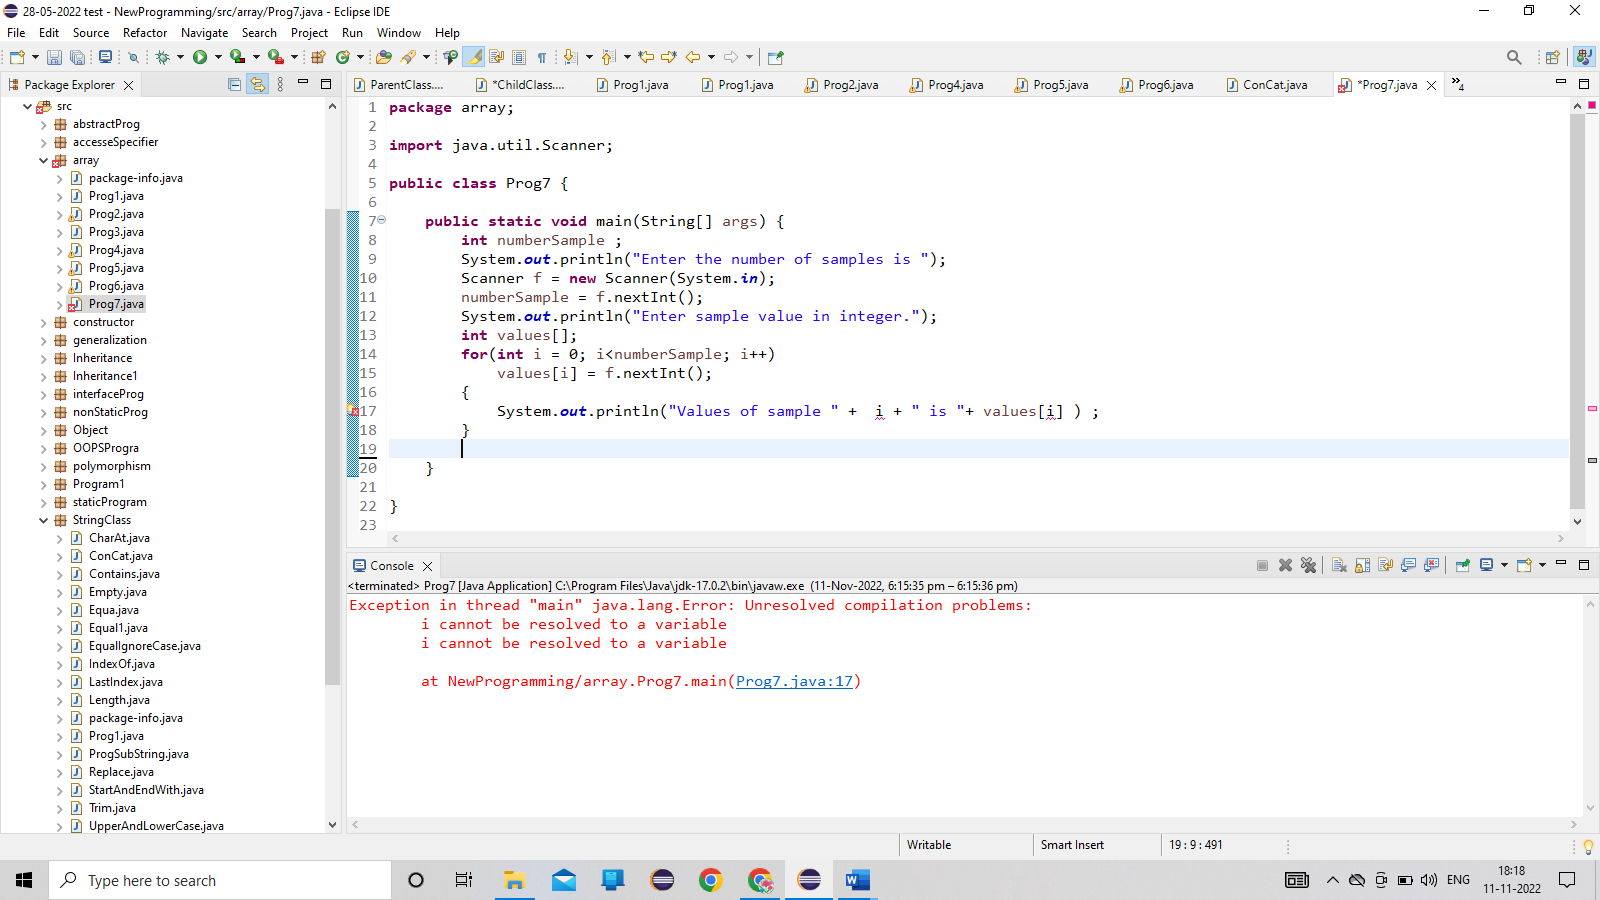 28-05-2022 test - NewProgramming/src/array/Prog7.java - Eclipse IDE
File Edit Source Refactor Navigate Search Project Run Window Help
Package Explorer
src
abstractProg
accesseSpecifier
array
package-info.java
Prog1.java
Prog2.java
Prog3.java
Prog4.java
Prog5.java
Prog6.java
Prog7.java
constructor
generalization
Inheritance
Inheritance1
interfaceProg
nonStaticProg
Object
OOPSProgra
polymorphism
Program1
staticProgram
StringClass
CharAt.java
ConCat.java
Contains.java
Empty.java
Equa.java
Equal1.java
EqualIgnoreCase.java
IndexOf.java
LastIndex.java
Length.java
package-info.java
Prog1.java
ProgSubString.java
Replace.java
StartAndEndWith.java
Trim.java
UpperAndLowerCase.java
ParentClass.... *ChildClass.... Prog1.java Prog1.java Prog2.java Prog4.java Prog5.java Prog6.java ConCat.java *Prog7.java »4
1 package array;
2
3 import java.util.Scanner;
4
5 public class Prog7 {
6
7 public static void main(String[] args) {
8 int numberSample ;
9 System.out.println("Enter the number of samples is ");
10 Scanner f = new Scanner(System.in);
11 numberSample = f.nextInt();
12 System.out.println("Enter sample value in integer.");
13 int values[];
14 for(int i = 0; i<numberSample; i++)
15 values[i] = f.nextInt();
16 {
17 System.out.println("Values of sample " + i + " is "+ values[i] ) ;
18 }
19
20 }
21
22 }
23
Console
<terminated> Prog7 [Java Application] C:\Program Files\Java\jdk-17.0.2\bin\javaw.exe (11-Nov-2022, 6:15:35 pm – 6:15:36 pm)
Exception in thread "main" java.lang.Error: Unresolved compilation problems:
i cannot be resolved to a variable
i cannot be resolved to a variable
at NewProgramming/array.Prog7.main(Prog7.java:17)
Writable Smart Insert 19 : 9 : 491
Type here to search
ENG
18:18
11-11-2022